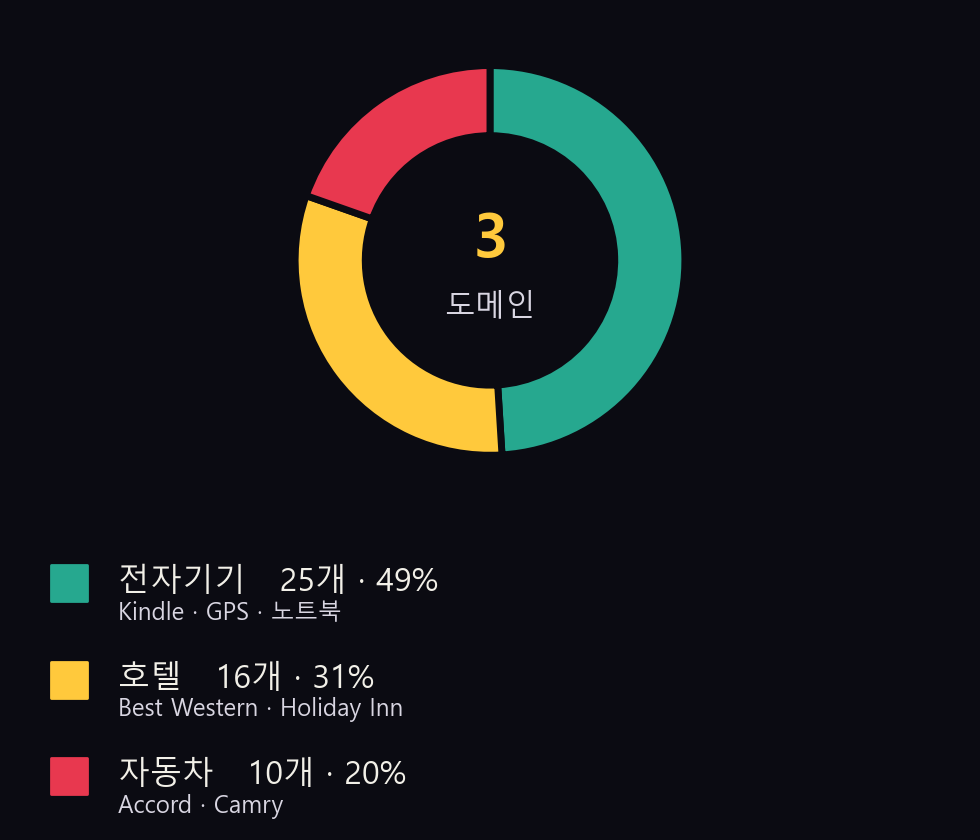 3
도메인
전자기기 25개 · 49%
Kindle · GPS · 노트북
호텔 16개 · 31%
Best Western · Holiday Inn
자동차 10개 · 20%
Accord · Camry